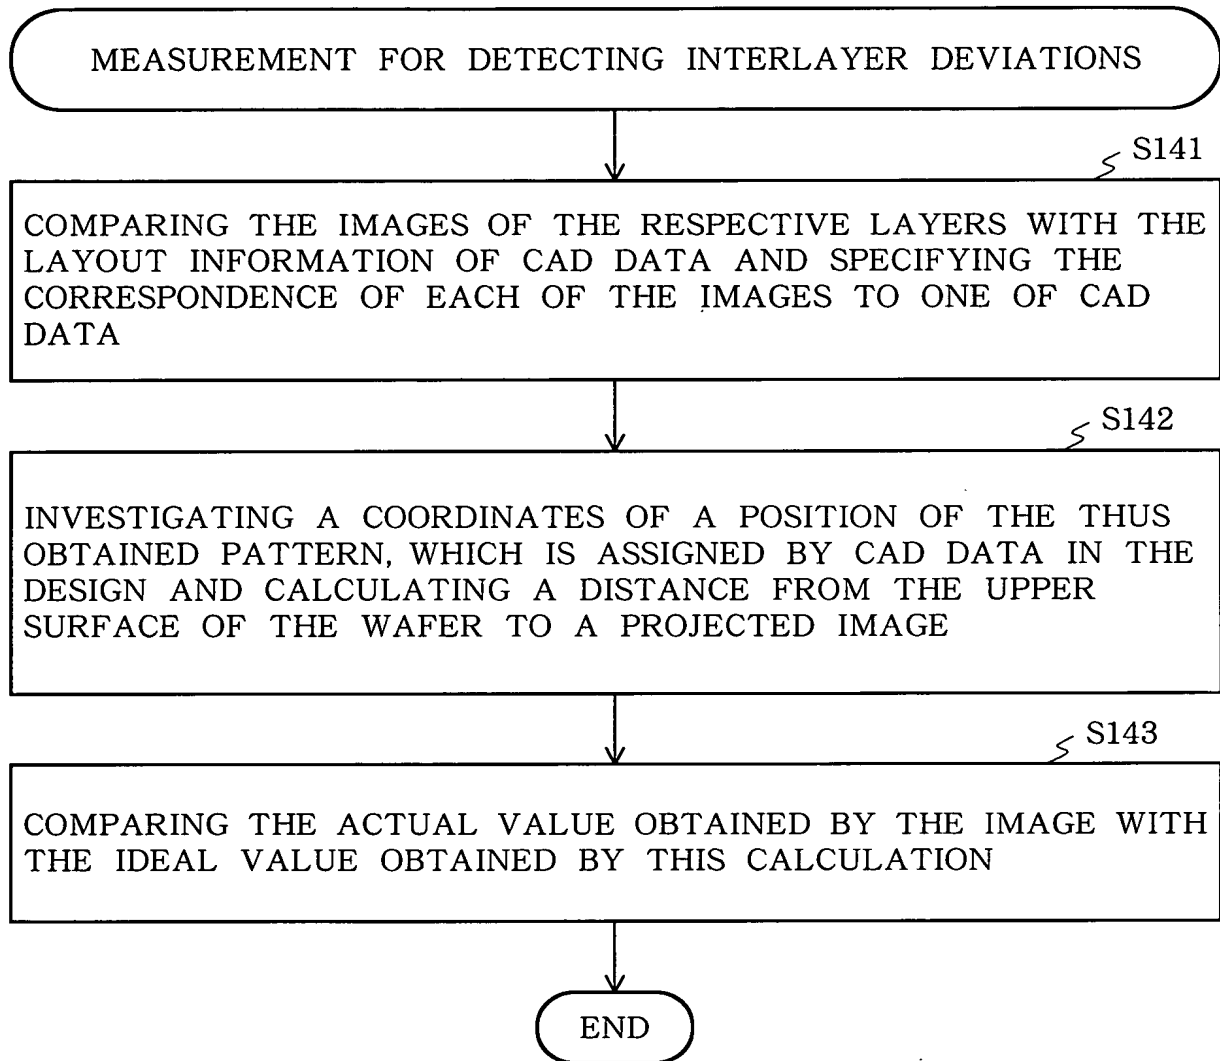 MEASUREMENT FOR DETECTING INTERLAYER DEVIATIONS
S141
COMPARING THE IMAGES OF THE RESPECTIVE LAYERS WITH THE
LAYOUT INFORMATION OF CAD DATA AND SPECIFYING THE
CORRESPONDENCE OF EACH OF THE IMAGES TO ONE OF CAD
DATA
S142
INVESTIGATING A COORDINATES OF A POSITION OF THE THUS
OBTAINED PATTERN, WHICH IS ASSIGNED BY CAD DATA IN THE
DESIGN AND CALCULATING A DISTANCE FROM THE UPPER
SURFACE OF THE WAFER TO A PROJECTED IMAGE
S143
COMPARING THE ACTUAL VALUE OBTAINED BY THE IMAGE WITH
THE IDEAL VALUE OBTAINED BY THIS CALCULATION
END